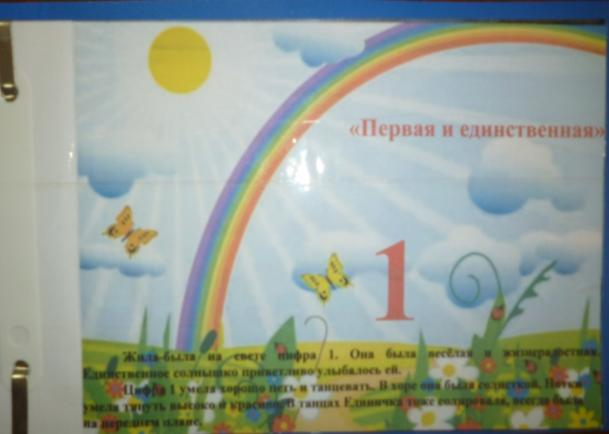 «Первая и единственная»
1
Жила-была на свете цифра 1. Она была весёлая и жизнерадостная.
Единственное солнышко приветливо улыбалось ей.
Цифра 1 умела хорошо петь и танцевать. В хоре она была солисткой. Нотки
умела тянуть высоко и красиво. В танцах Единичка тоже солировала, всегда была
на переднем плане.